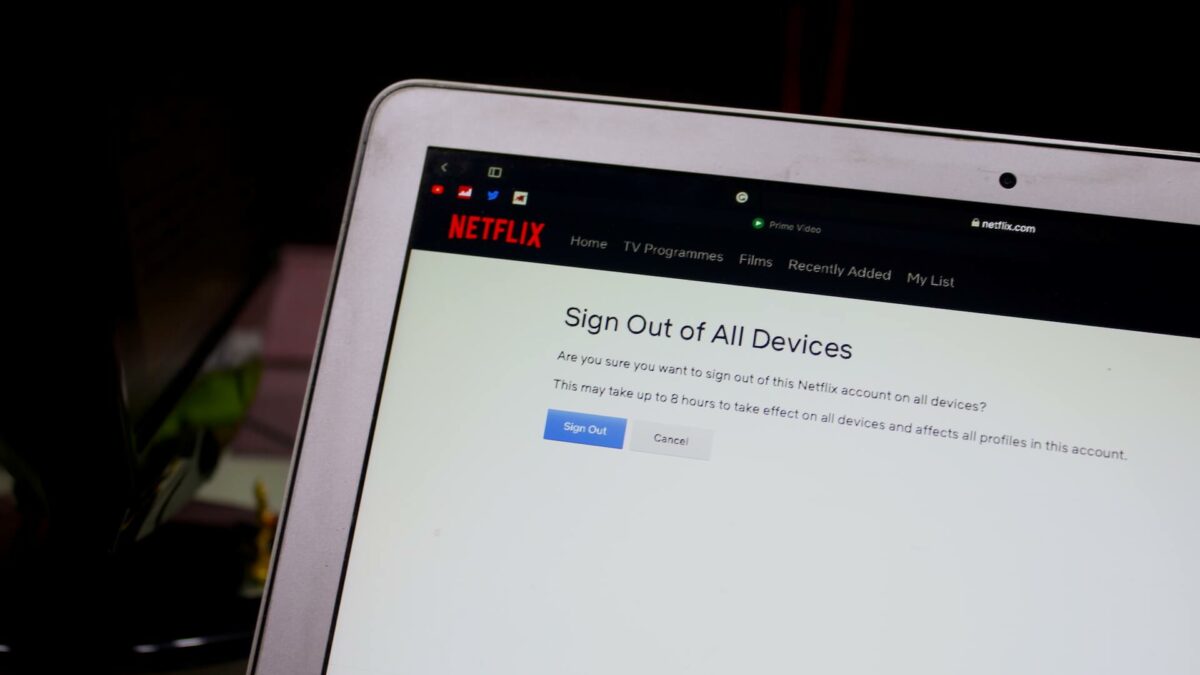 netflix.com
Prime Video
NETFLIX
Home TV Programmes Films Recently Added My List
Sign Out of All Devices
Are you sure you want to sign out of this Netflix account on all devices?
This may take up to 8 hours to take effect on all devices and affects all profiles in this account.
Sign Out Cancel